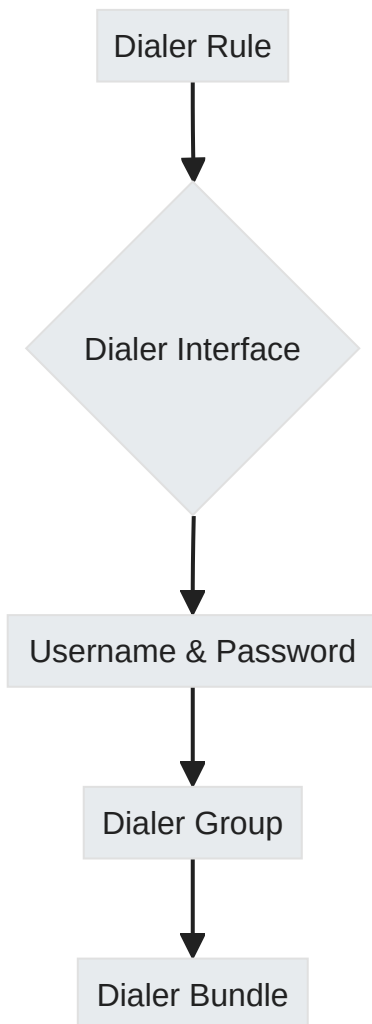 Dialer Rule
Dialer Interface
Username & Password
Dialer Group
Dialer Bundle